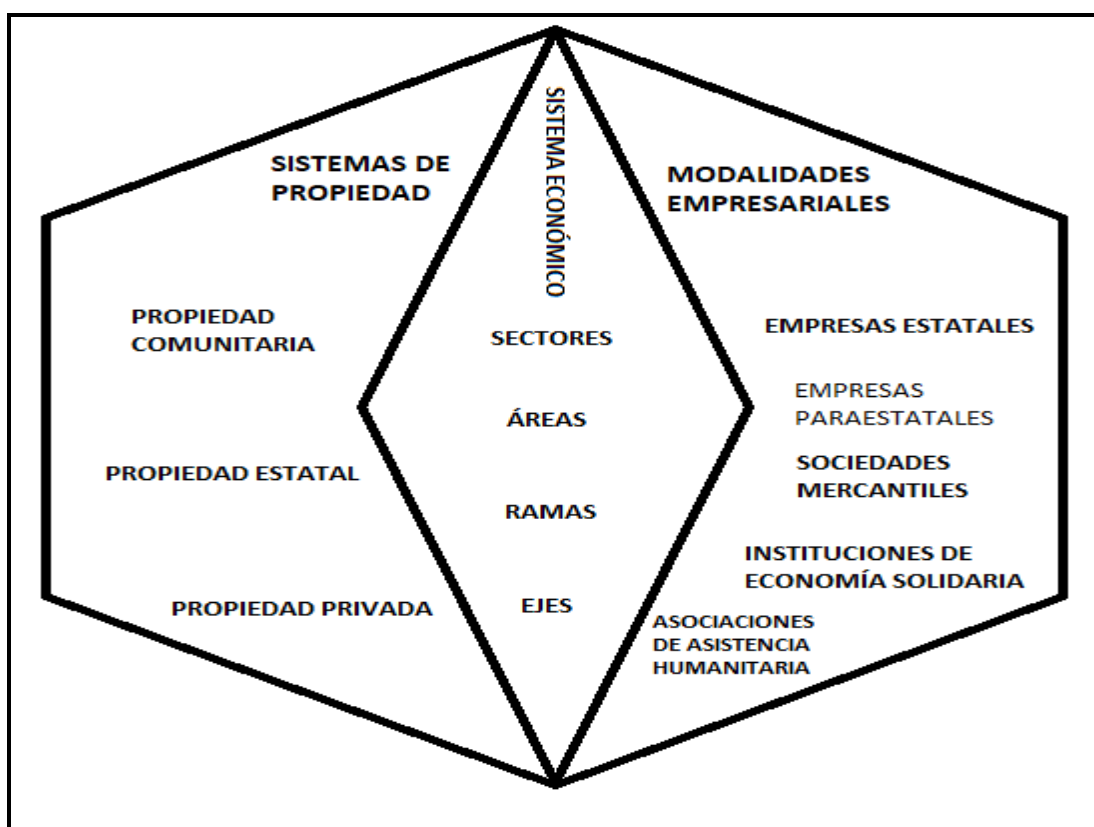 SISTEMAS DE
PROPIEDAD
PROPIEDAD
COMUNITARIA
PROPIEDAD ESTATAL
PROPIEDAD PRIVADA
SISTEMA ECONÓMICO
SECTORES
ÁREAS
RAMAS
EJES
MODALIDADES
EMPRESARIALES
EMPRESAS ESTATALES
EMPRESAS
PARAESTATALES
SOCIEDADES
MERCANTILES
INSTITUCIONES DE
ECONOMÍA SOLIDARIA
ASOCIACIONES
DE ASISTENCIA
HUMANITARIA